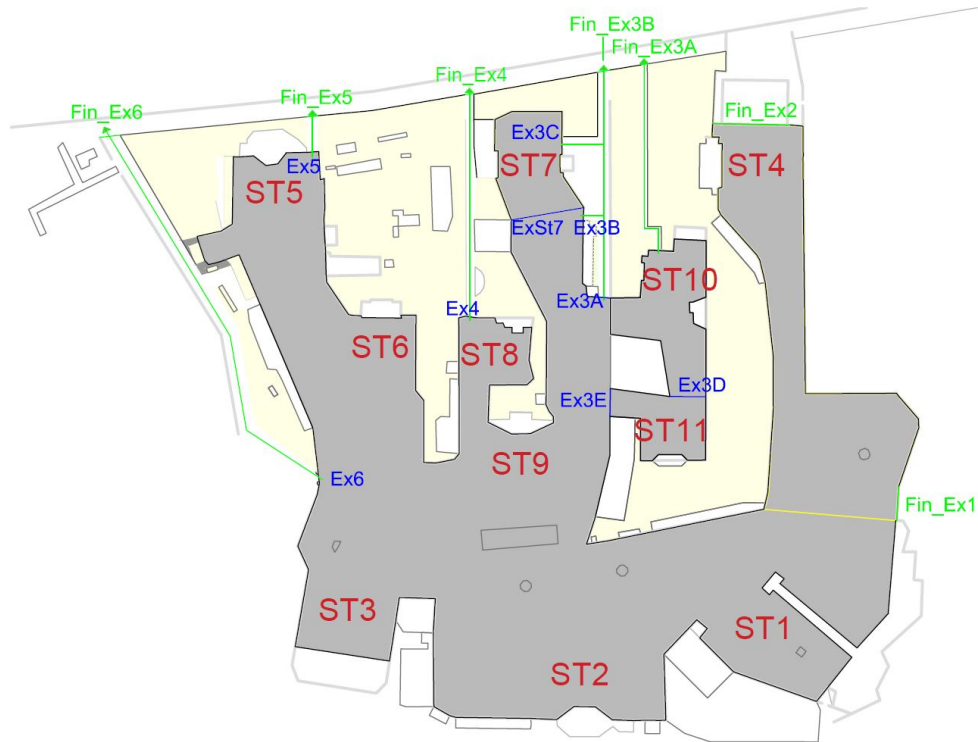 Fin_Ex3B
Fin_Ex3A
Fin_Ex4
Fin_Ex5
Fin_Ex6
Fin_Ex2
Ex3C
ST7
ST4
Ex5
ST5
ExSt7
Ex3B
ST10
Ex3A
Ex4
ST6
ST8
Ex3D
Ex3E
ST11
ST9
Ex6
Fin_Ex1
ST3
ST1
ST2